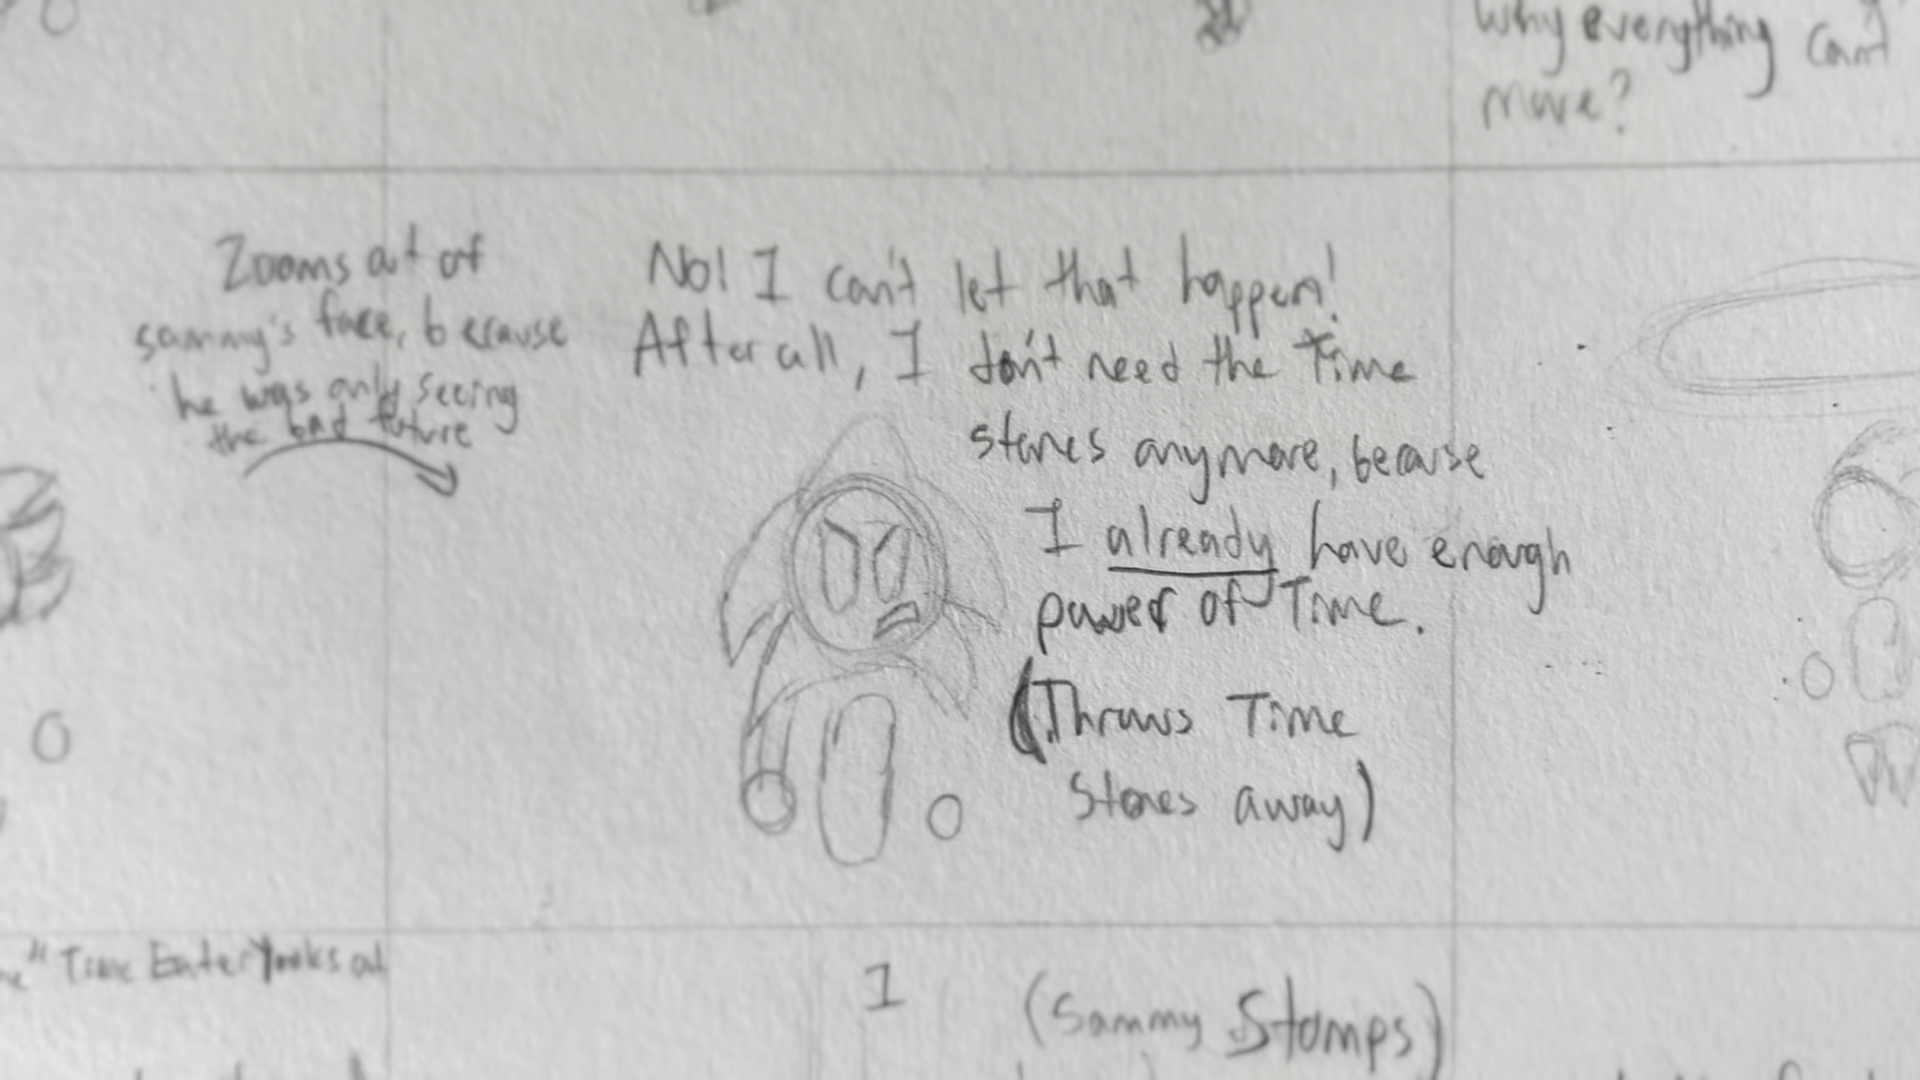 Why everything can't
move?
Zooms out of
sammy's face, because
he was only seeing
the bad future
No! I can't let that happen!
After all, I don't need the Time
stones anymore, because
I already have enough
power of Time.
(Throws Time
Stones away)
Time Eater looks at
1
(Sammy Stomps)